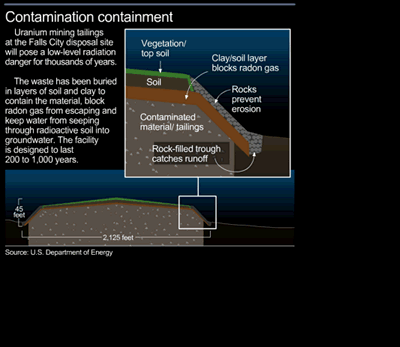 Contamination containment
Uranium mining tailings
at the Falls City disposal site
will pose a low-level radiation
danger for thousands of years.
The waste has been buried
in layers of soil and clay to
contain the material, block
radon gas from escaping and
keep water from seeping
through radioactive soil into
groundwater. The facility
is designed to last
200 to 1,000 years.
Vegetation/
top soil
Clay/soil layer
blocks radon gas
Soil
Rocks
prevent
erosion
Contaminated
material/ tailings
Rock-filled trough
catches runoff
45
feet
2,125 feet
Source: U.S. Department of Energy